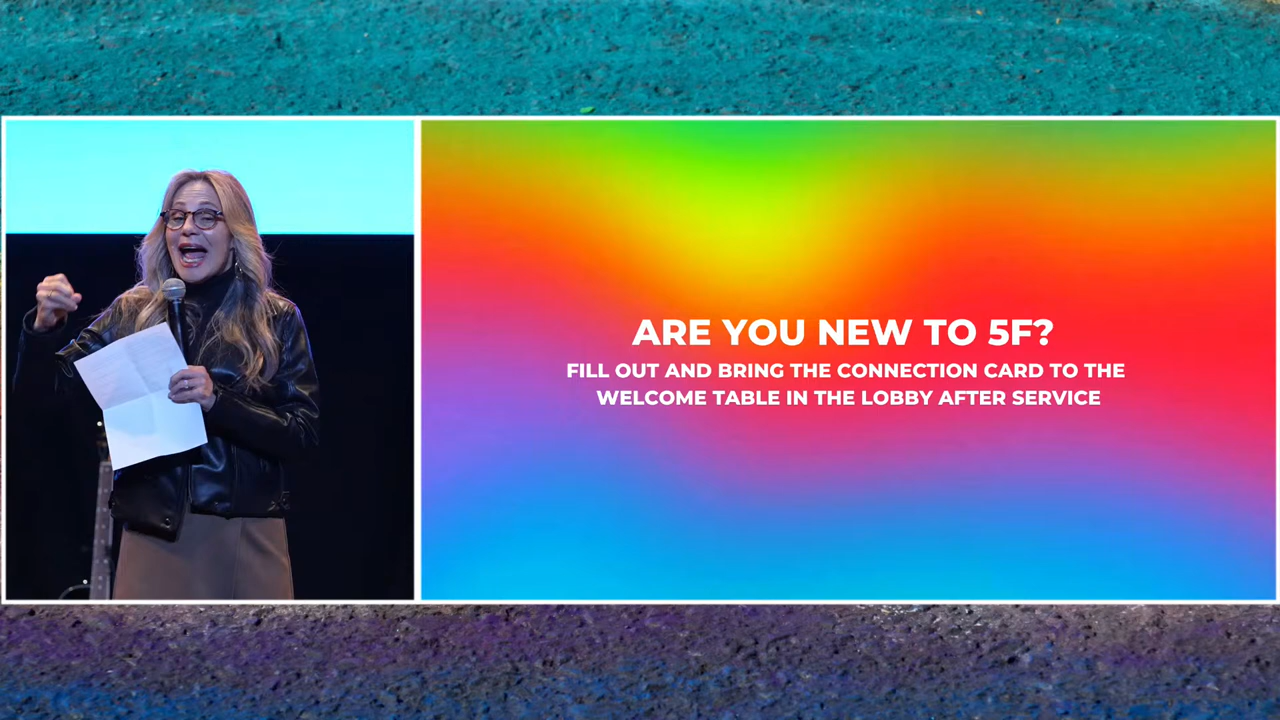 ARE YOU NEW TO 5F?
FILL OUT AND BRING THE CONNECTION CARD TO THE
WELCOME TABLE IN THE LOBBY AFTER SERVICE